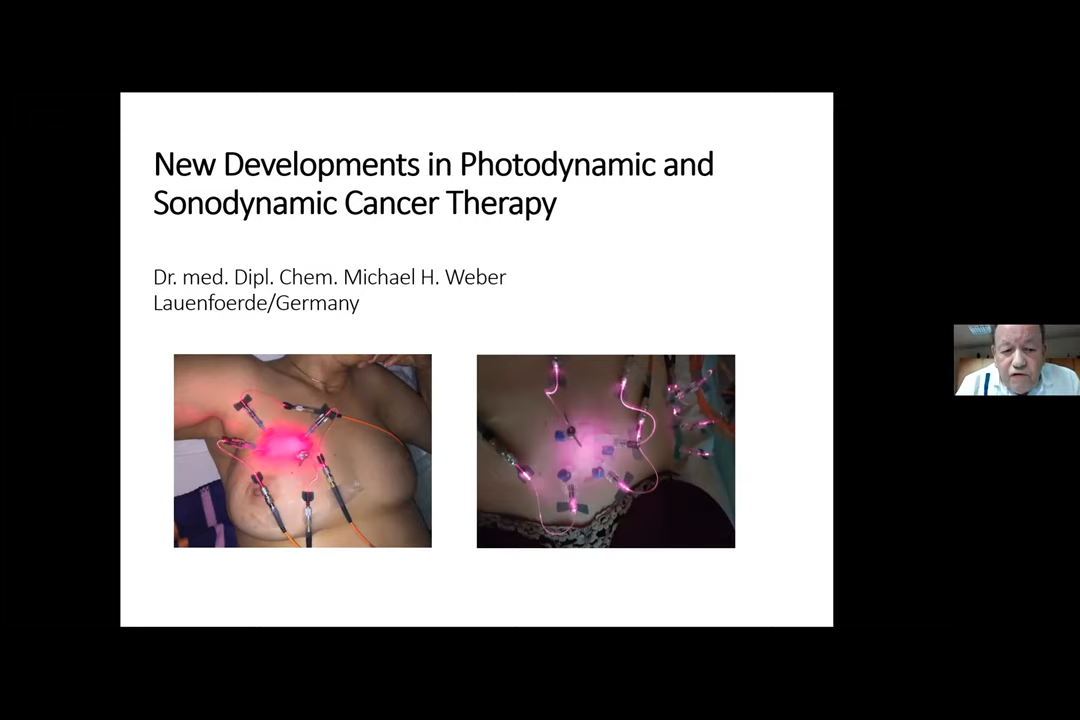 New Developments in Photodynamic and
Sonodynamic Cancer Therapy
Dr. med. Dipl. Chem. Michael H. Weber
Lauenfoerde/Germany